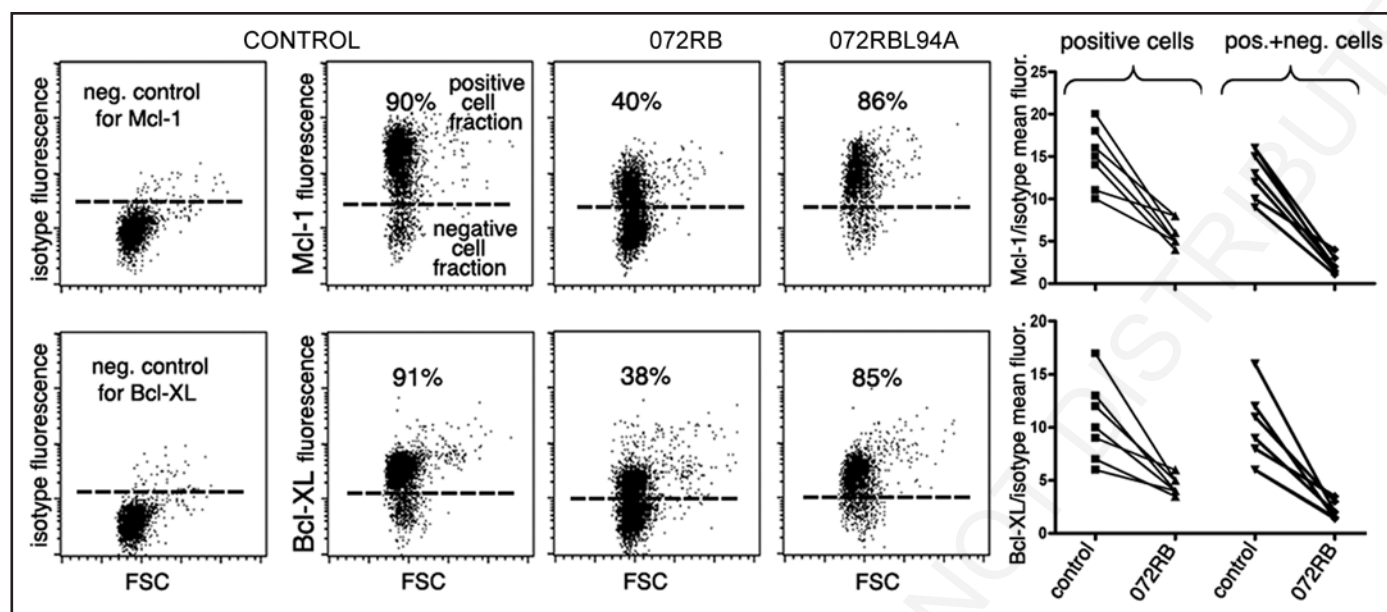 CONTROL
072RB
072RBL94A
isotype fluorescence
neg. control
for Mcl-1
Mcl-1 fluorescence
90%
positive
cell
fraction
negative
cell
fraction
40%
86%
positive cells
pos.+neg. cells
Mcl-1/isotype mean fluor.
25
20
15
10
5
0
isotype fluorescence
neg. control
for Bcl-XL
FSC
Bcl-XL fluorescence
91%
FSC
38%
FSC
85%
FSC
Bcl-XL/isotype mean fluor.
20
15
10
5
0
control
072RB
control
072RB
NOT DISTRIBUT